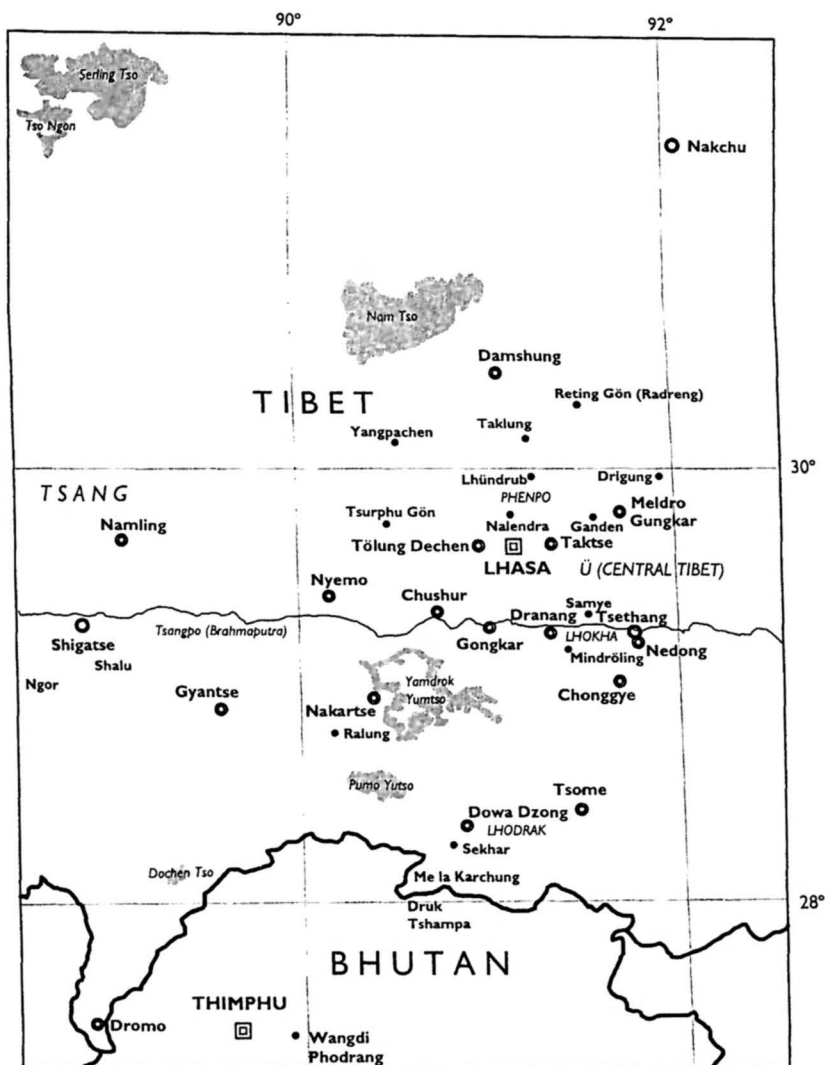 90°
92°
Serling Tso
Tso Ngon
Nakchu
Nam Tso
Damshung
TIBET
Reting Gön (Radreng)
Taklung
Yangpachen
30°
Lhündrub
Drigung
TSANG
PHENPO
Meldro
Gungkar
Tsurphu Gön
Namling
Nalendra
Ganden
Tölung Dechen
Taktse
LHASA
Ü (CENTRAL TIBET)
Nyemo
Chushur
Samye
Dranang
Tsethang
Tsangpo (Brahmaputra)
LHOKHA
Shigatse
Gongkar
Nedong
Mindröling
Shalu
Ngor
Yamdrok
Yumtso
Gyantse
Nakartse
Chonggye
Ralung
Pumo Yutso
Tsome
Dowa Dzong
LHODRAK
Sekhar
Dochen Tso
Me la Karchung
28°
Druk
Tshampa
BHUTAN
THIMPHU
Dromo
Wangdi
Phodrang